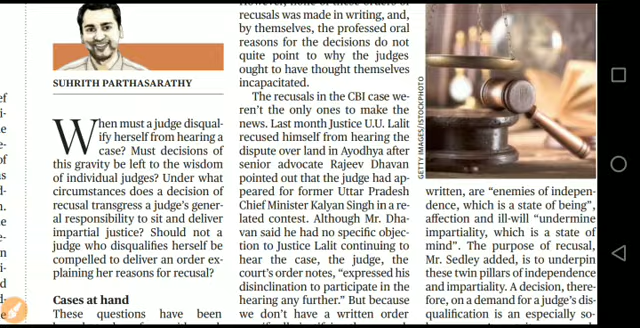 SUHRITH PARTHASARATHY
When must a judge disqual-
ify herself from hearing a
case? Must decisions of
this gravity be left to the wisdom
of individual judges? Under what
circumstances does a decision of
recusal transgress a judge's gener-
al responsibility to sit and deliver
impartial justice? Should not a
judge who disqualifies herself be
compelled to deliver an order ex-
plaining her reasons for recusal?
Cases at hand
These questions have been
However, none of these orders of
recusals was made in writing, and,
by themselves, the professed oral
reasons for the decisions do not
quite point to why the judges
ought to have thought themselves
incapacitated.
The recusals in the CBI case we-
ren't the only ones to make the
news. Last month Justice U.U. Lalit
recused himself from hearing the
dispute over land in Ayodhya after
senior advocate Rajeev Dhavan
pointed out that the judge had ap-
peared for former Uttar Pradesh
Chief Minister Kalyan Singh in a re-
lated contest. Although Mr. Dha-
van said he had no specific objec-
tion to Justice Lalit continuing to
hear the case, the judge, the
court's order notes, "expressed his
disinclination to participate in the
hearing any further." But because
we don't have a written order
GETTY IMAGES/ISTOCKPHOTO
written, are "enemies of indepen-
dence, which is a state of being",
affection and ill-will "undermine
impartiality, which is a state of
mind". The purpose of recusal,
Mr. Sedley added, is to underpin
these twin pillars of independence
and impartiality. A decision, there-
fore, on a demand for a judge's dis-
qualification is an especially so-